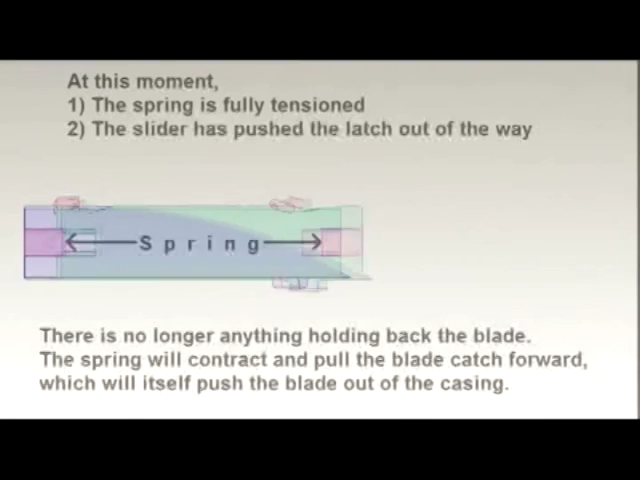 At this moment,
1) The spring is fully tensioned
2) The slider has pushed the latch out of the way
Spring
There is no longer anything holding back the blade.
The spring will contract and pull the blade catch forward,
which will itself push the blade out of the casing.